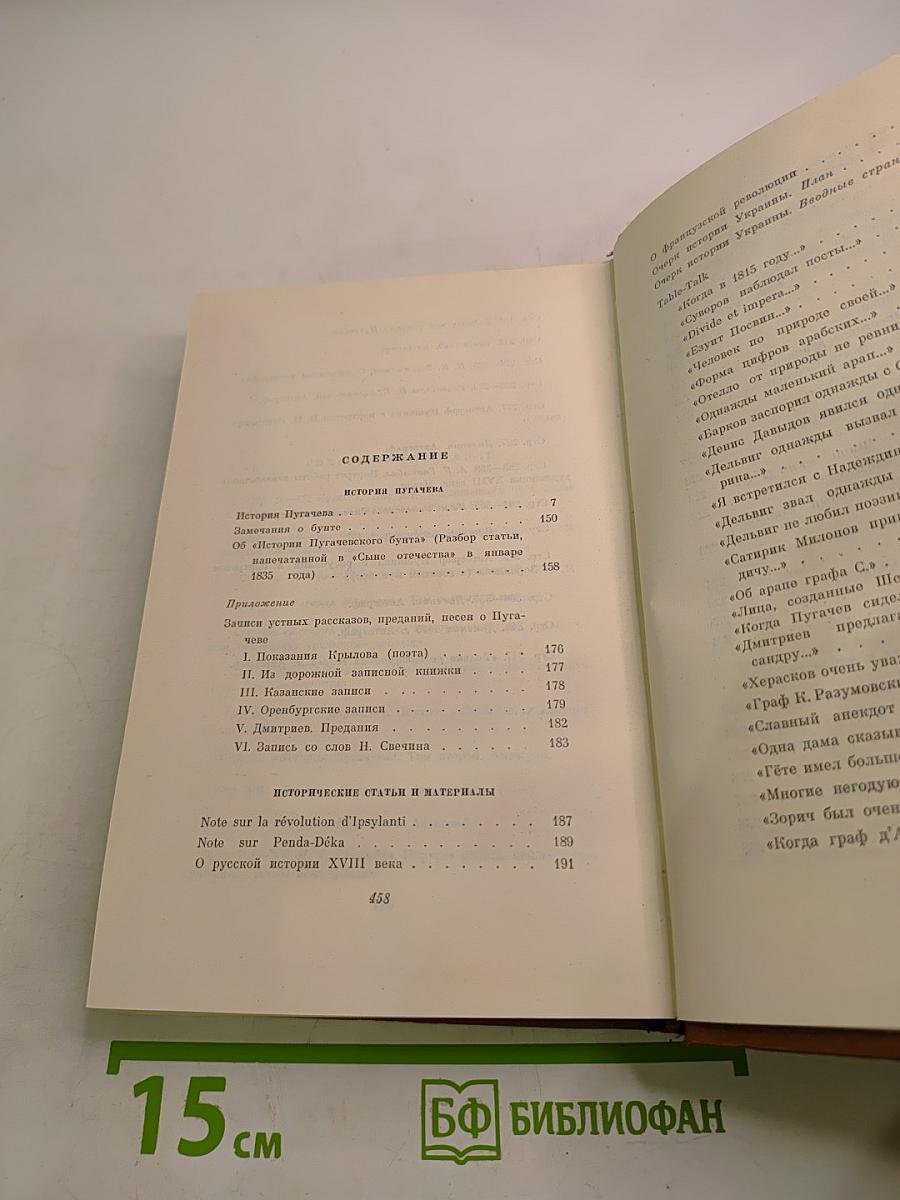 СОДЕРЖАНИЕ
ИСТОРИЯ ПУГАЧЕВА
История Пугачева . . . . . . . . . . . . . . 7
Замечания о бунте . . . . . . . . . . . . . 150
Об «Истории Пугачевского бунта» (Разбор статьи,
напечатанной в «Сыне отечества» в январе
1835 года) . . . . . . . . . . . . . . 158
Приложение
Записи устных рассказов, преданий, песен о Пуга-
чеве
I. Показания Крылова (поэта) . . . . . . 176
II. Из дорожной записной книжки . . . . 177
III. Казанские записи . . . . . . . . . . 178
IV. Оренбургские записи . . . . . . . . . 179
V. Дмитриев. Предания . . . . . . . . . 182
VI. Запись со слов Н. Свечина . . . . . . 183
ИСТОРИЧЕСКИЕ СТАТЬИ И МАТЕРИАЛЫ
Note sur la révolution d'Ipsylanti . . . . . . . . 187
Note sur Penda-Déka . . . . . . . . . . . . 189
О русской истории XVIII века . . . . . . . . 191
458
О французской революции . . . . . . .
Очерк истории Украины. План . . . .
Очерк истории Украины. Вводные стран
Table-Talk
«Когда в 1815 году...» . . . . .
«Суворов наблюдал посты...» . .
«Divide et impera...» . . . . .
«Езуит Посвин...» . . . . . .
«Человек по природе своей...»
«Форма цифров арабских...» .
«Отелло от природы не ревни
«Однажды маленький арап...»
«Барков заспорил однажды с С
«Денис Давыдов явился одн
«Дельвиг однажды вызвал
рина...» . . . . . .
«Я встретился с Надеждин
«Дельвиг звал однажды
«Дельвиг не любил поэзии
«Сатирик Милонов при
дичу...» . . . . .
«Об арапе графа С.» . .
«Лица, созданные Ше
«Когда Пугачев сидел
«Дмитриев предлага
сандру...» . . . .
«Херасков очень ува
«Граф К. Разумовски
«Славный анекдот
«Одна дама сказыв
«Гёте имел больш
«Многие негодую
«Зорич был очен
«Когда граф д'А
15 см
БФ БИБЛИОФАН